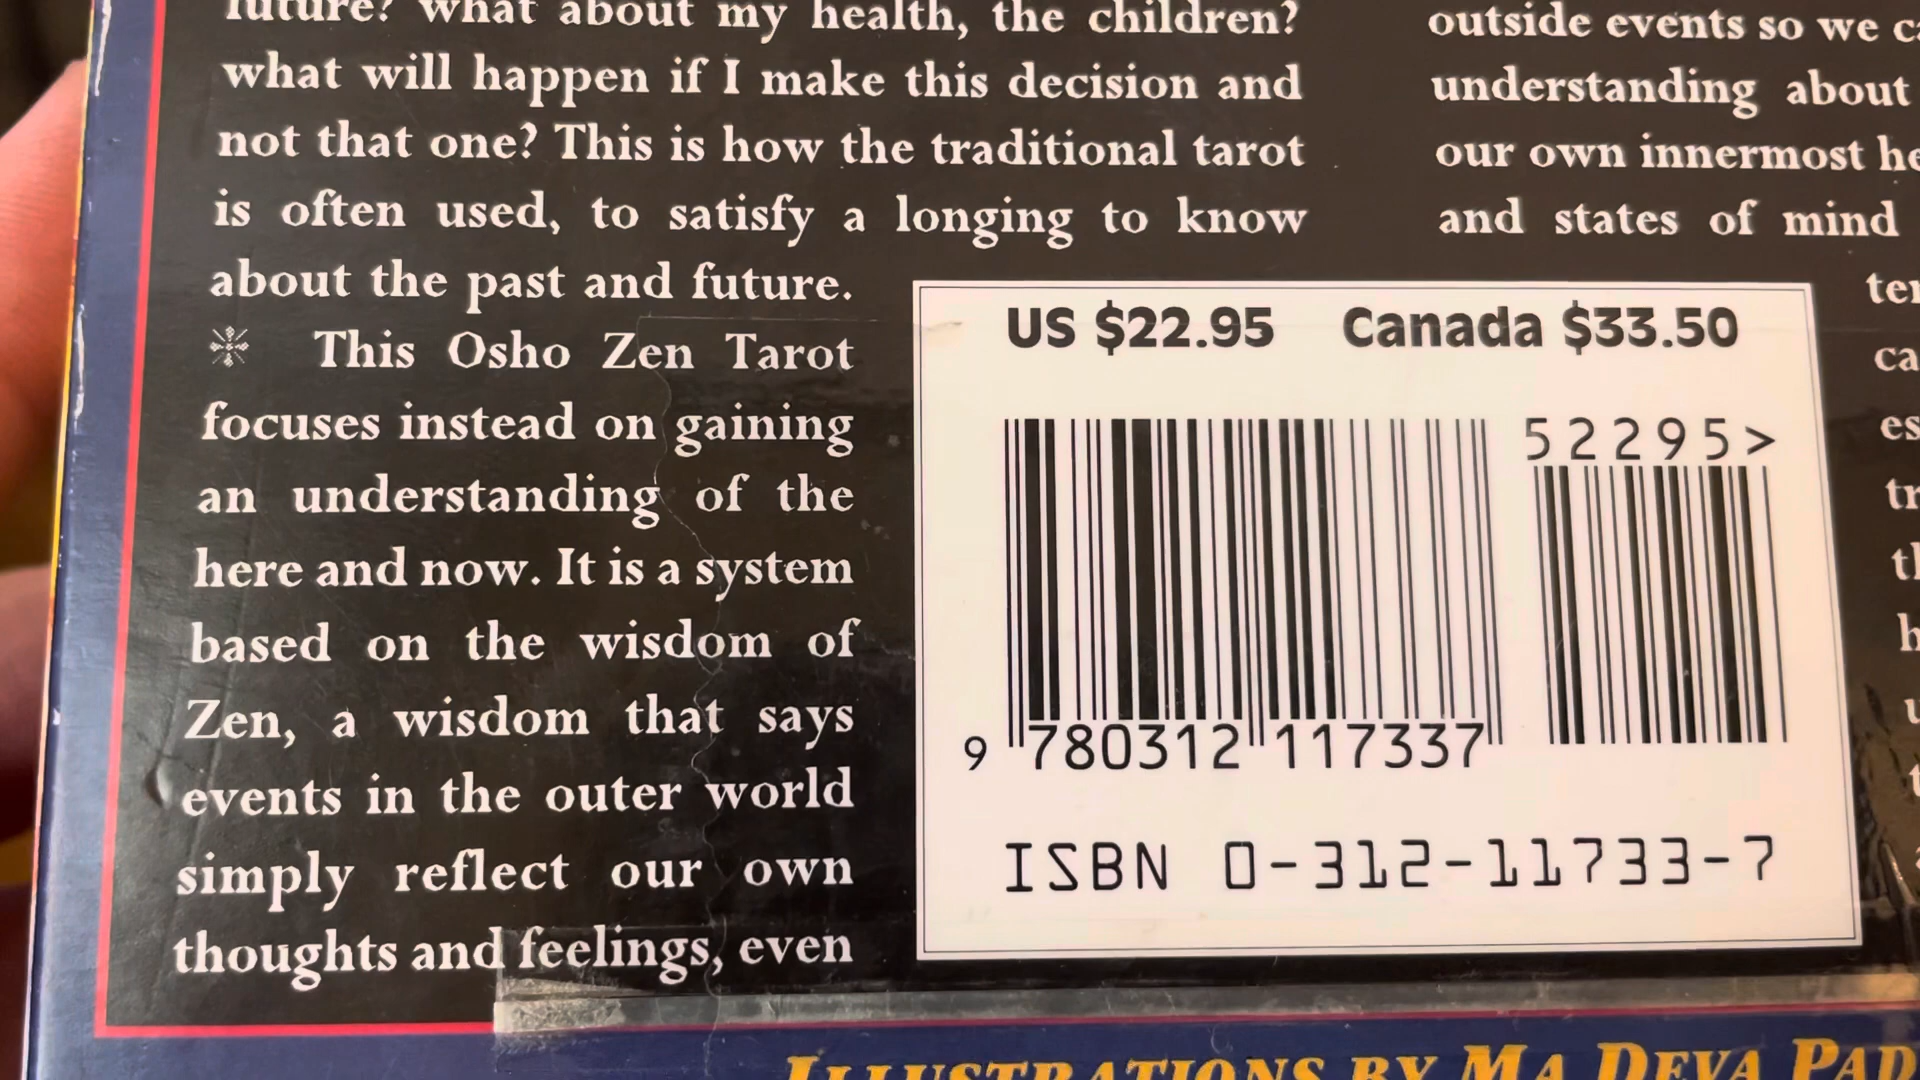 future? what about my health, the children?
what will happen if I make this decision and
not that one? This is how the traditional tarot
is often used, to satisfy a longing to know
about the past and future.
This Osho Zen Tarot
focuses instead on gaining
an understanding of the
here and now. It is a system
based on the wisdom of
Zen, a wisdom that says
events in the outer world
simply reflect our own
thoughts and feelings, even
outside events so we
understanding about
our own innermost
and states of mind
US $22.95 Canada $33.50
52295>
9 780312 117337
ISBN 0-312-11733-7
ILLUSTRATIONS BY MA DEVA